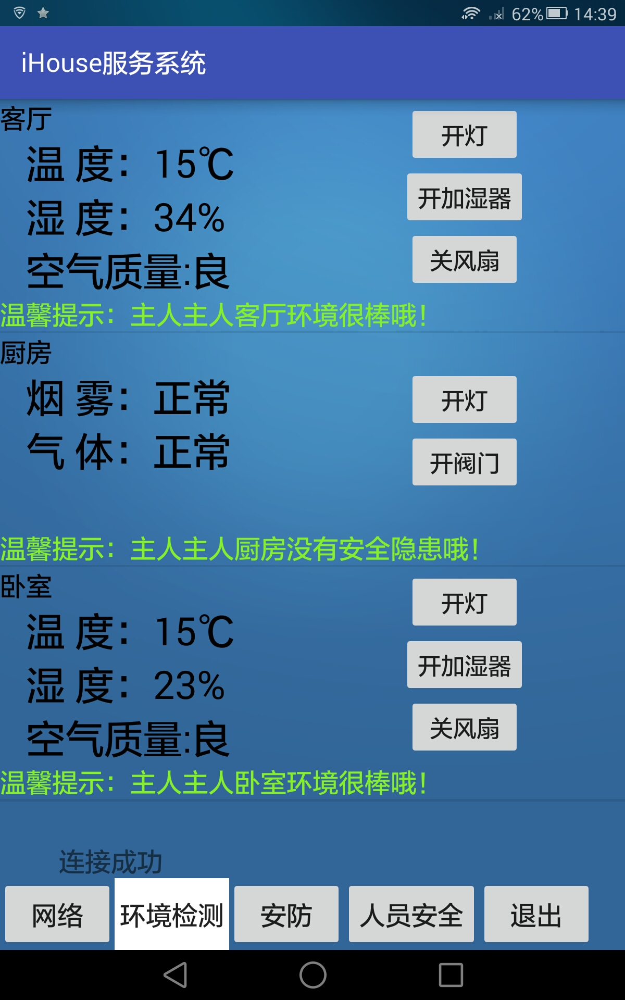 62% 14:39
iHouse服务系统
客厅
温 度：15℃
湿 度：34%
空气质量:良
开灯
开加湿器
关风扇
温馨提示：主人主人客厅环境很棒哦！
厨房
烟 雾：正常
气 体：正常
开灯
开阀门
温馨提示：主人主人厨房没有安全隐患哦！
卧室
温 度：15℃
湿 度：23%
空气质量:良
开灯
开加湿器
关风扇
温馨提示：主人主人卧室环境很棒哦！
连接成功
网络 环境检测 安防 人员安全 退出